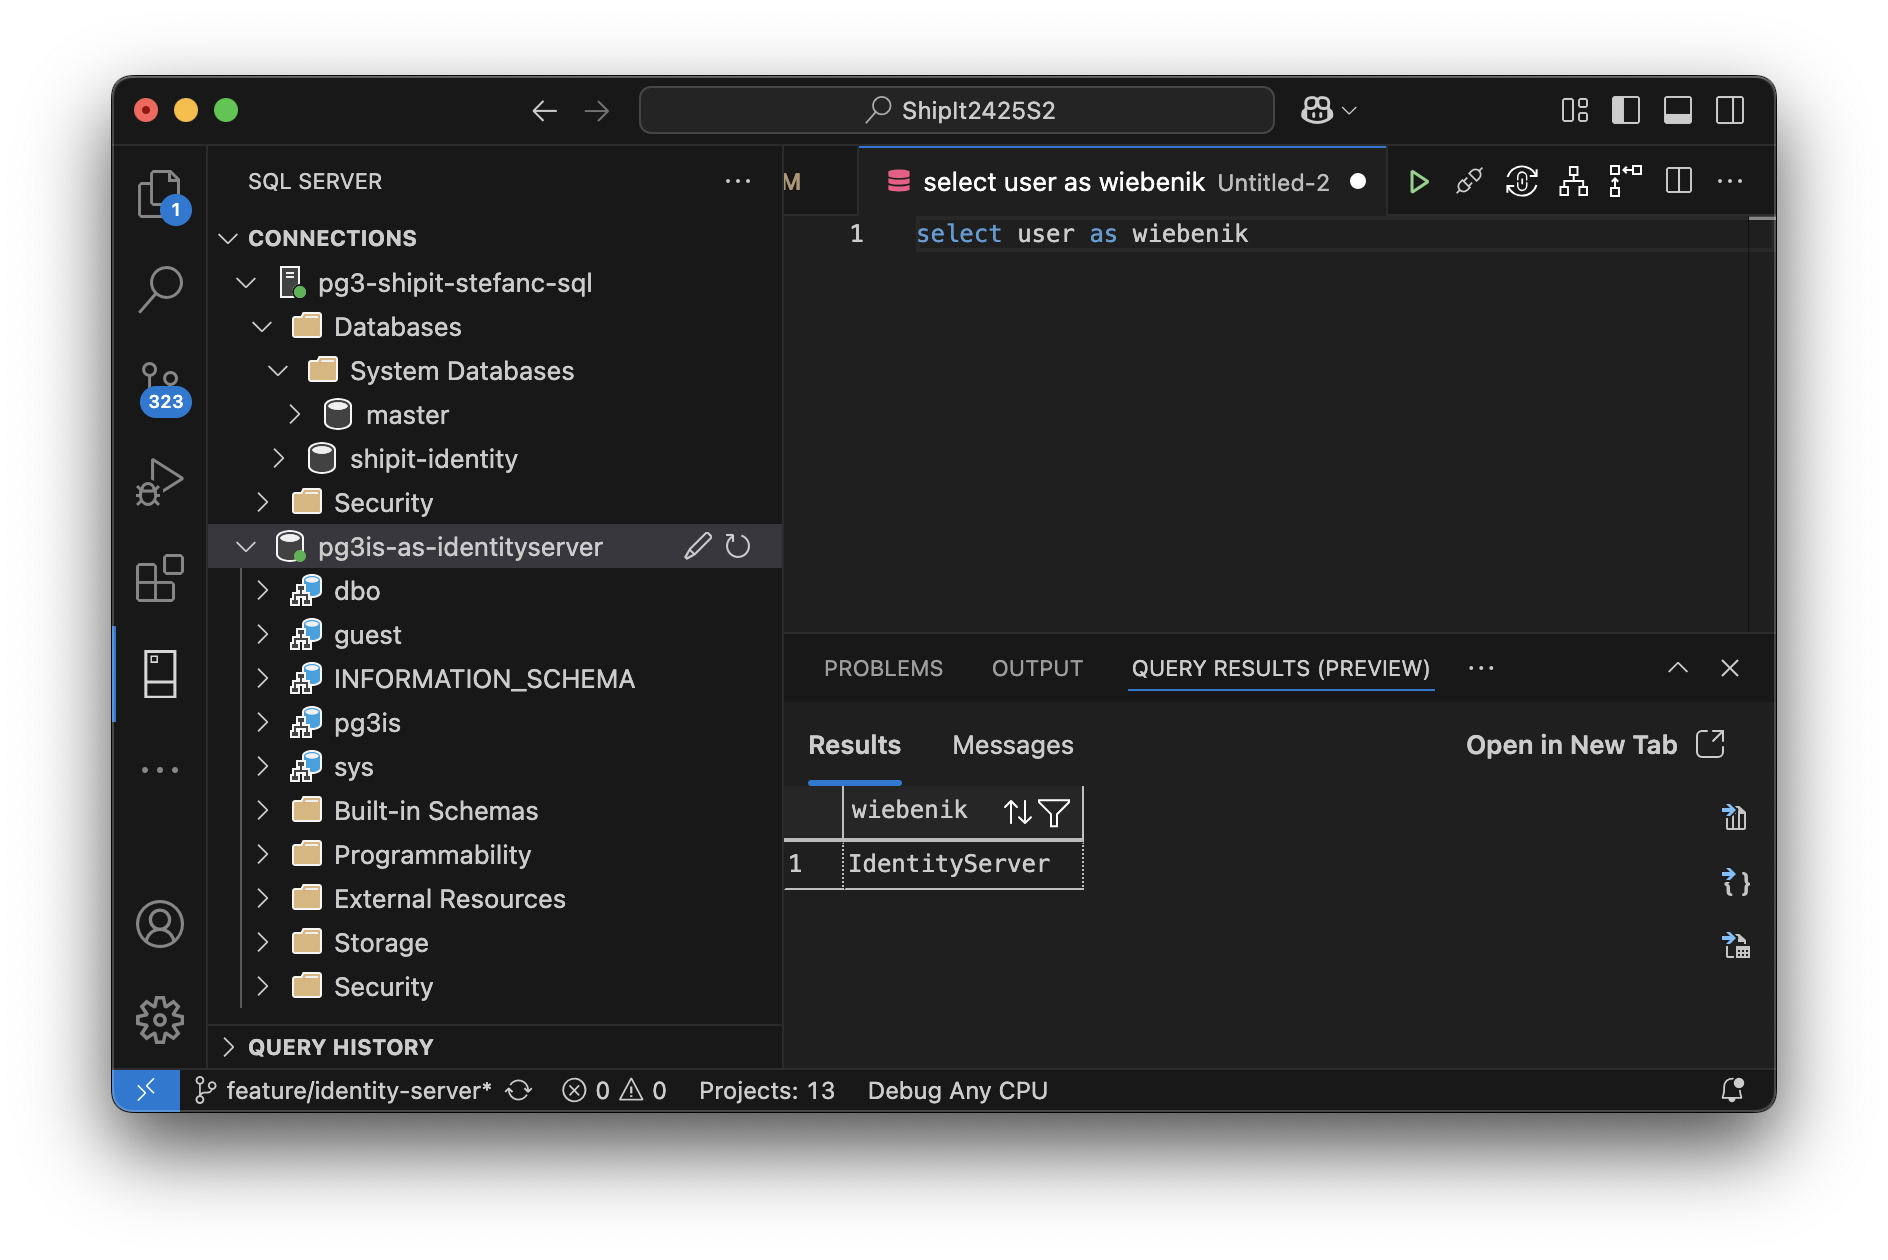 ShipIt2425S2
1
323
SQL SERVER
CONNECTIONS
pg3-shipit-stefanc-sql
Databases
System Databases
master
shipit-identity
Security
pg3is-as-identityserver
dbo
guest
INFORMATION_SCHEMA
pg3is
sys
Built-in Schemas
Programmability
External Resources
Storage
Security
QUERY HISTORY
M
select user as wiebenik Untitled-2
1 select user as wiebenik
PROBLEMS OUTPUT QUERY RESULTS (PREVIEW)
Results Messages Open in New Tab
wiebenik
1 IdentityServer
feature/identity-server* 0 0 Projects: 13 Debug Any CPU